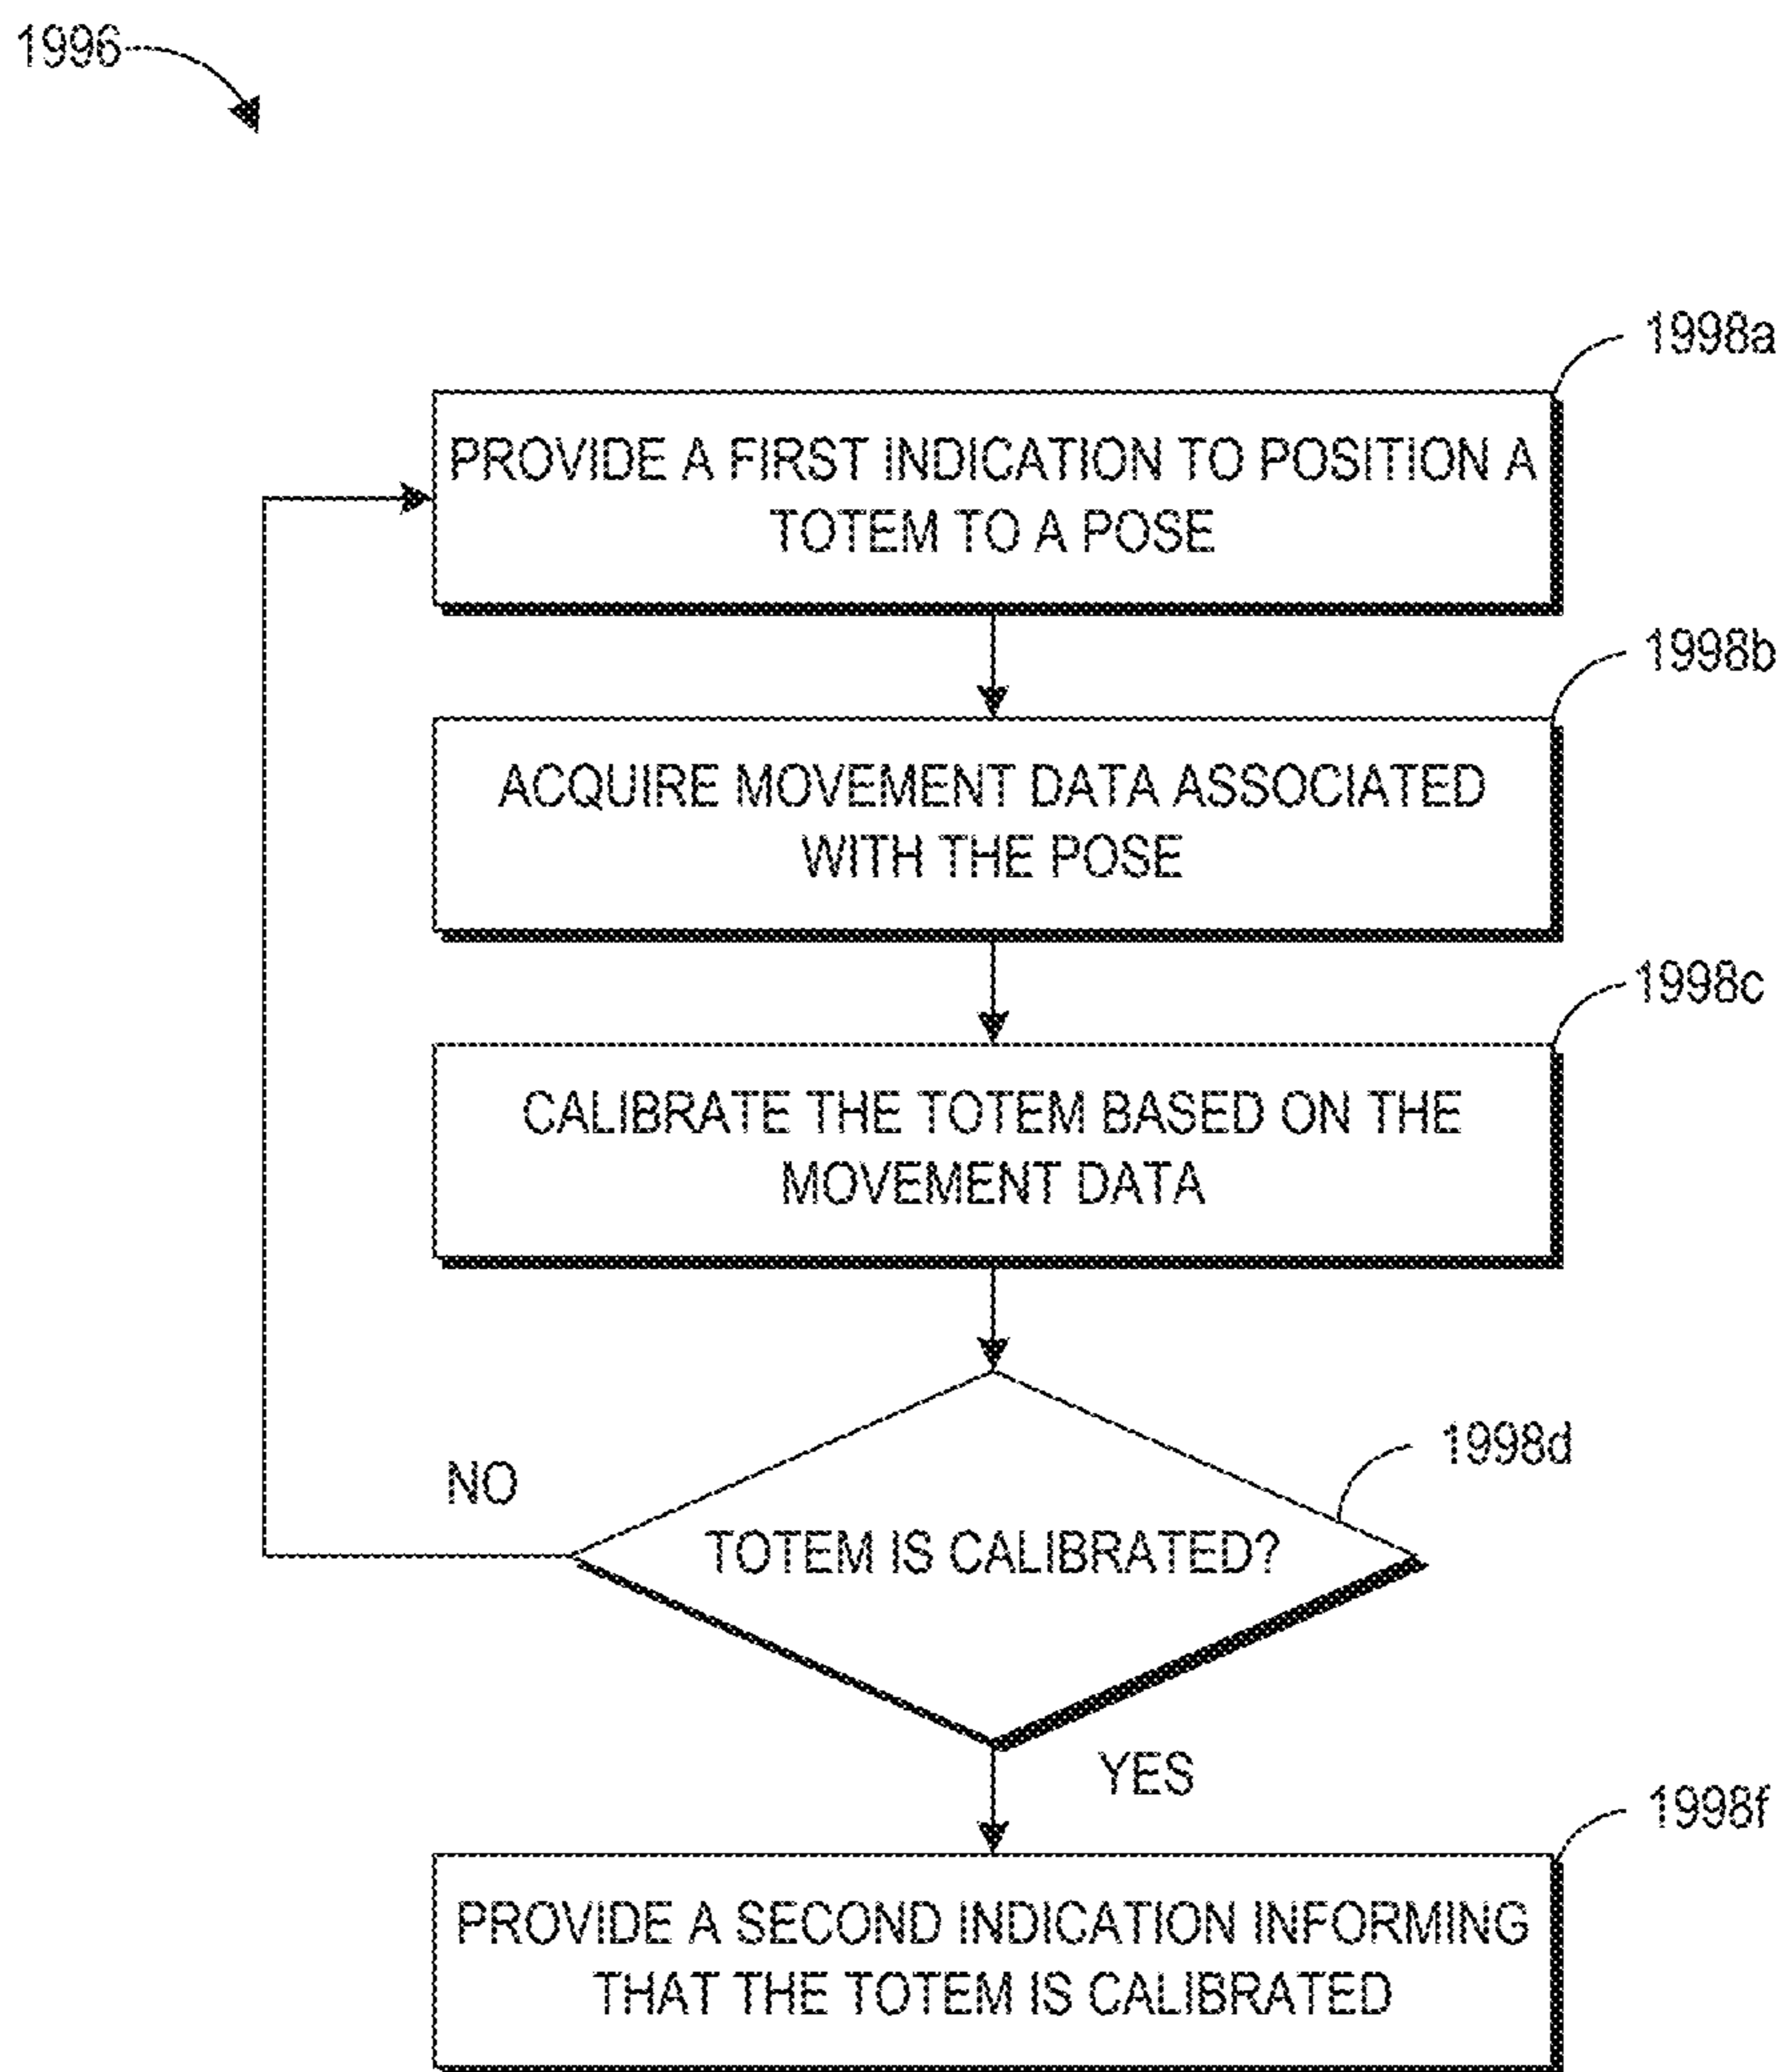 1996
1998a
PROVIDE A FIRST INDICATION TO POSITION A
TOTEM TO A POSE
1998b
ACQUIRE MOVEMENT DATA ASSOCIATED
WITH THE POSE
1998c
CALIBRATE THE TOTEM BASED ON THE
MOVEMENT DATA
1998d
NO
TOTEM IS CALIBRATED?
YES
1998f
PROVIDE A SECOND INDICATION INFORMING
THAT THE TOTEM IS CALIBRATED